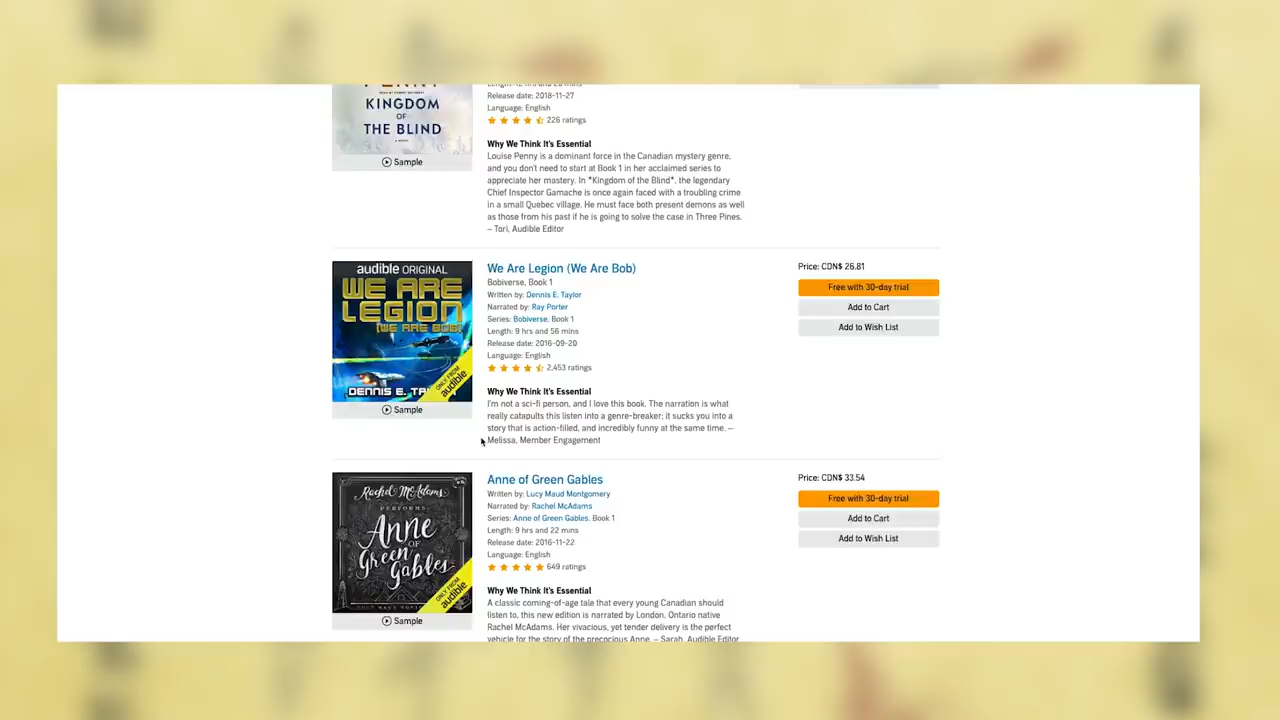 KINGDOM
OF
THE BLIND
A NOVEL
Sample
Release date: 2018-11-27
Language: English
226 ratings
Why We Think It's Essential
Louise Penny is a dominant force in the Canadian mystery genre,
and you don't need to start at Book 1 in her acclaimed series to
appreciate her mastery. In *Kingdom of the Blind*, the legendary
Chief Inspector Gamache is once again faced with a troubling crime
in a small Quebec village. He must face both present demons as well
as those from his past if he is going to solve the case in Three Pines.
– Tori, Audible Editor
audible ORIGINAL
WE ARE
LEGION
(WE ARE BOB)
ONLY FROM
audible
DENNIS E.
Sample
We Are Legion (We Are Bob)
Bobiverse, Book 1
Written by: Dennis E. Taylor
Narrated by: Ray Porter
Series: Bobiverse, Book 1
Length: 9 hrs and 56 mins
Release date: 2016-09-20
Language: English
2,453 ratings
Why We Think It's Essential
I'm not a sci-fi person, and I love this book. The narration is what
really catapults this listen into a genre-breaker; it sucks you into a
story that is action-filled, and incredibly funny at the same time. –
Melissa, Member Engagement
Price: CDN$ 26.81
Free with 30-day trial
Add to Cart
Add to Wish List
Rachel McAdams
PERFORMS
Anne
OF
Green
Gables
ONLY FROM
audible
Sample
Anne of Green Gables
Written by: Lucy Maud Montgomery
Narrated by: Rachel McAdams
Series: Anne of Green Gables, Book 1
Length: 9 hrs and 22 mins
Release date: 2016-11-22
Language: English
649 ratings
Why We Think It's Essential
A classic coming-of-age tale that every young Canadian should
listen to, this new edition is narrated by London, Ontario native
Rachel McAdams. Her vivacious, yet tender delivery is the perfect
vehicle for the story of the precocious Anne. – Sarah, Audible Editor
Price: CDN$ 33.54
Free with 30-day trial
Add to Cart
Add to Wish List